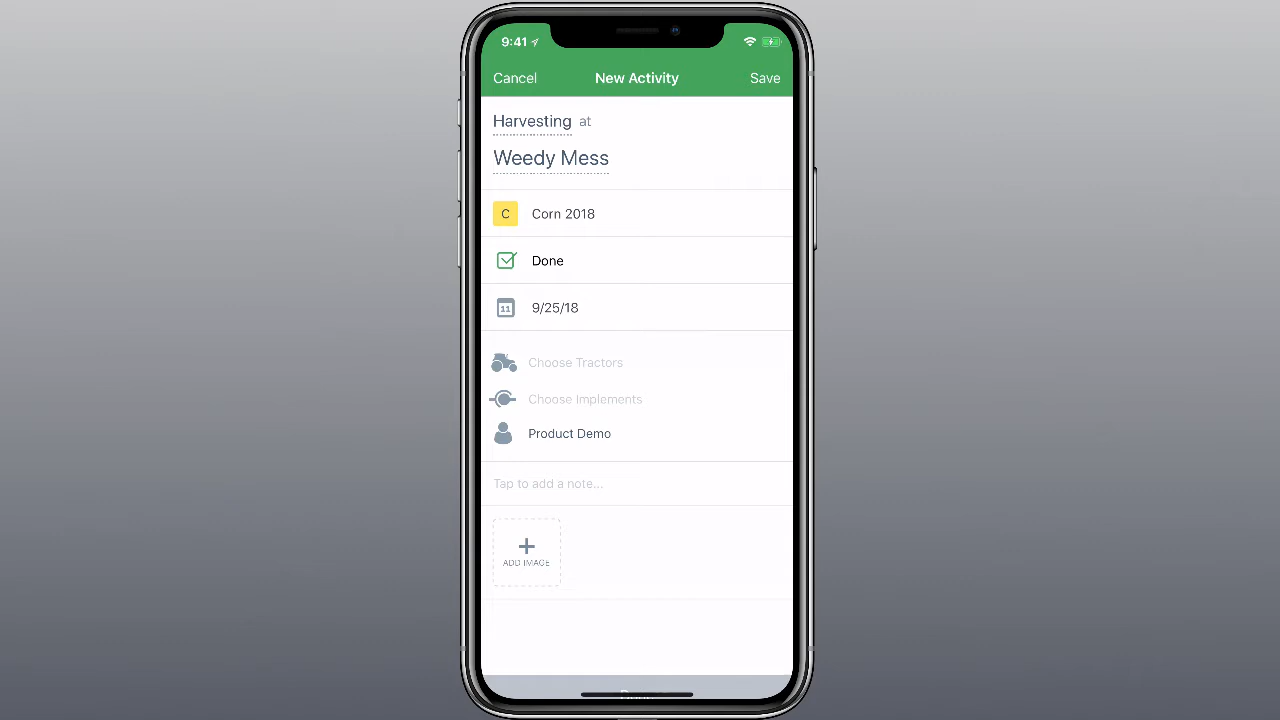 9:41
Cancel New Activity Save
Harvesting at
Weedy Mess
C Corn 2018
Done
11 9/25/18
Choose Tractors
Choose Implements
Product Demo
Tap to add a note...
+
ADD IMAGE